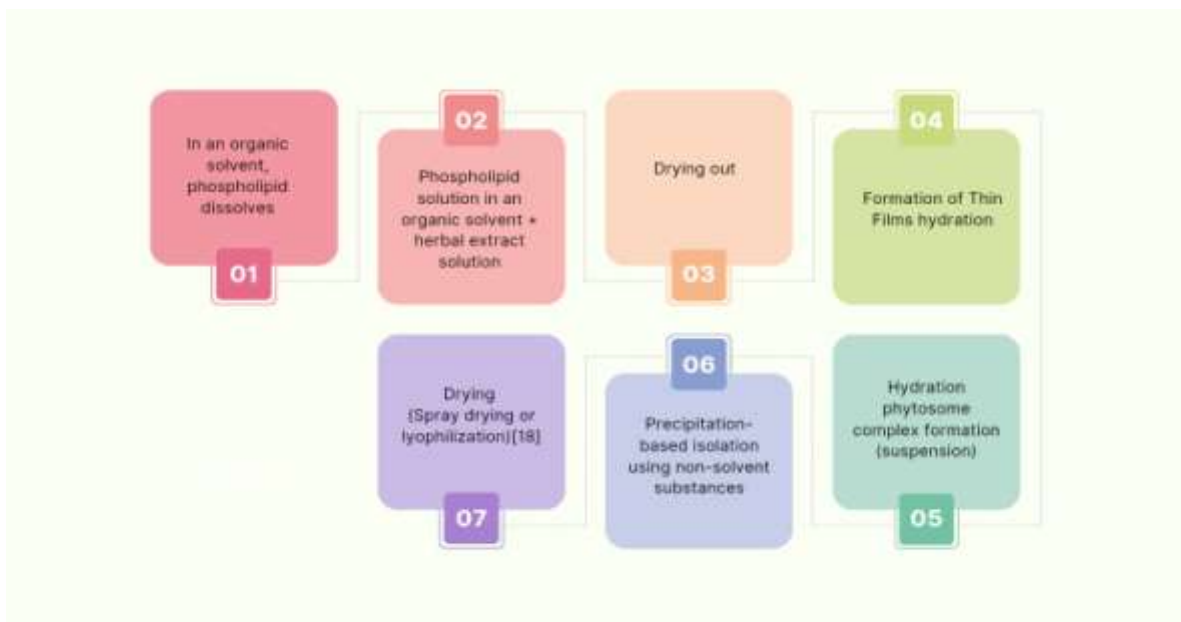 In an organic
solvent,
phospholipid
dissolves
01
02
Phospholipid
solution in an
organic solvent +
herbal extract
solution
Drying out
03
04
Formation of Thin
Films hydration
Hydration
phytosome
complex formation
(suspension)
05
06
Precipitation-
based isolation
using non-solvent
substances
Drying
(Spray drying or
lyophilization)[18]
07